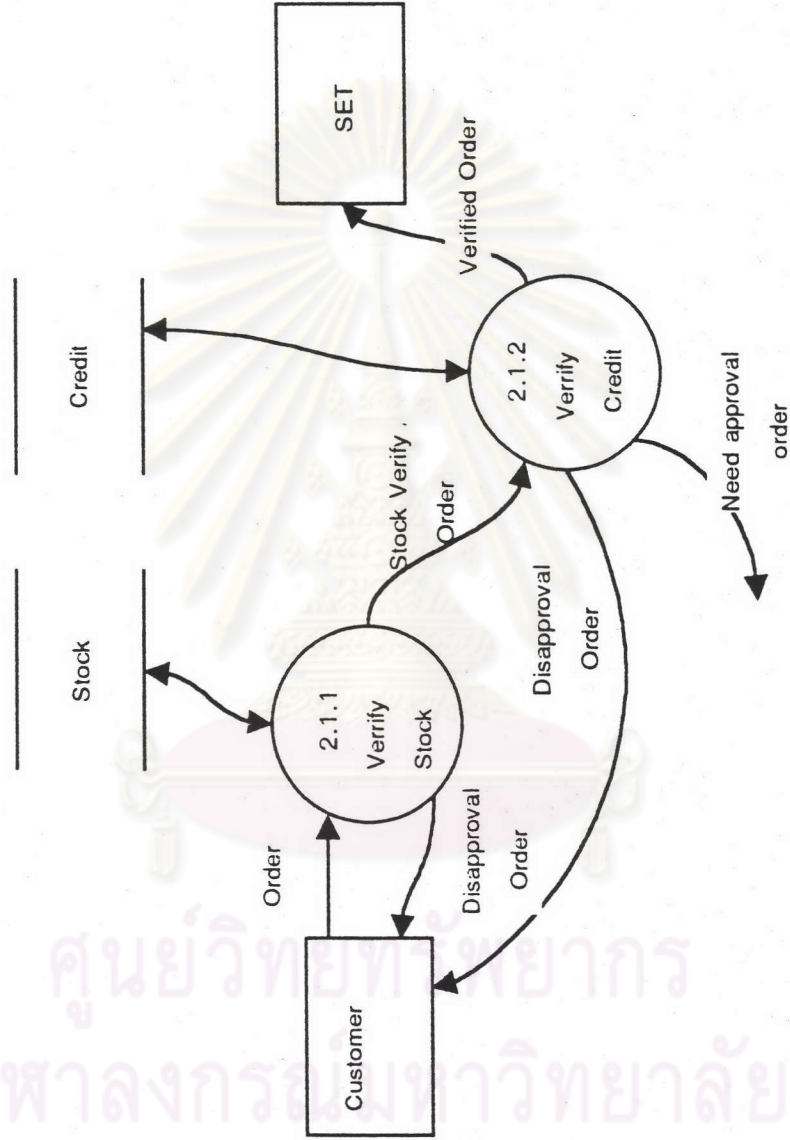 Stock
Credit
Customer
Order
Disapproval
Order
2.1.1
Verrify
Stock
Stock Verify
Order
2.1.2
Verrify
Credit
Verified Order
SET
Disapproval
Order
Need approval
order
ศูนย์วิทยทรัพยากร
ฬาลงกรณ์มหาวิทยาลัย